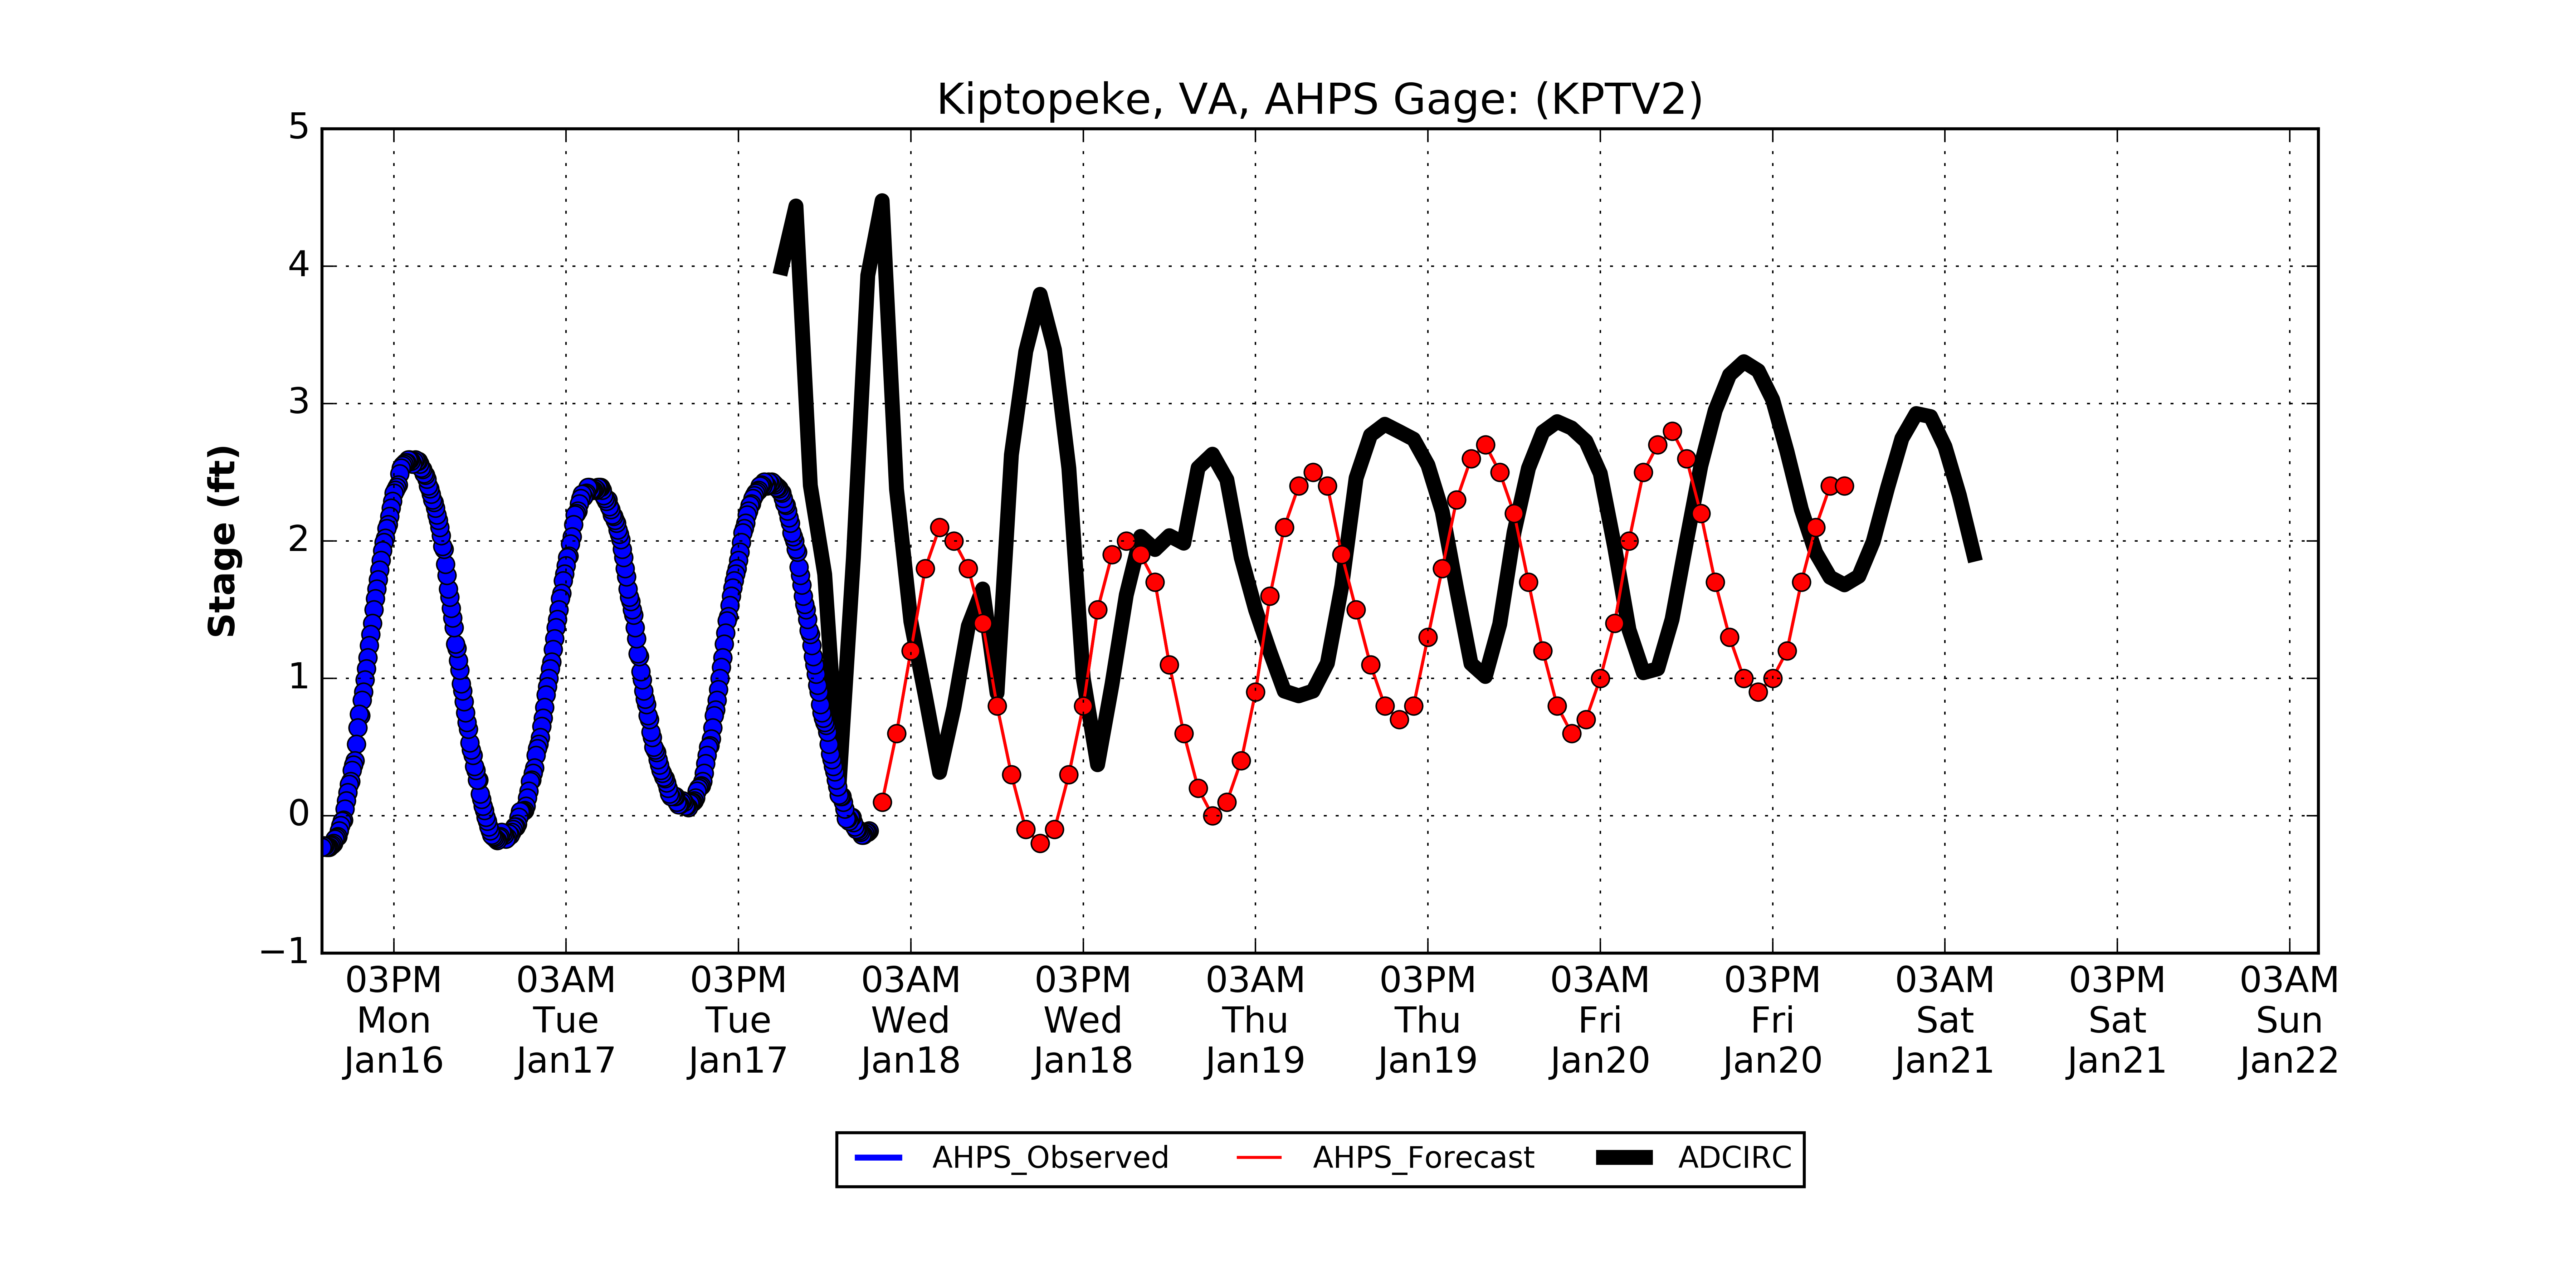 Kiptopeke, VA, AHPS Gage: (KPTV2)
5
4
3
2
1
0
−1
Stage (ft)
03PM 03AM 03PM 03AM 03PM 03AM 03PM 03AM 03PM 03AM 03PM 03AM
Mon Tue Tue Wed Wed Thu Thu Fri Fri Sat Sat Sun
Jan16 Jan17 Jan17 Jan18 Jan18 Jan19 Jan19 Jan20 Jan20 Jan21 Jan21 Jan22
AHPS_Observed AHPS_Forecast ADCIRC